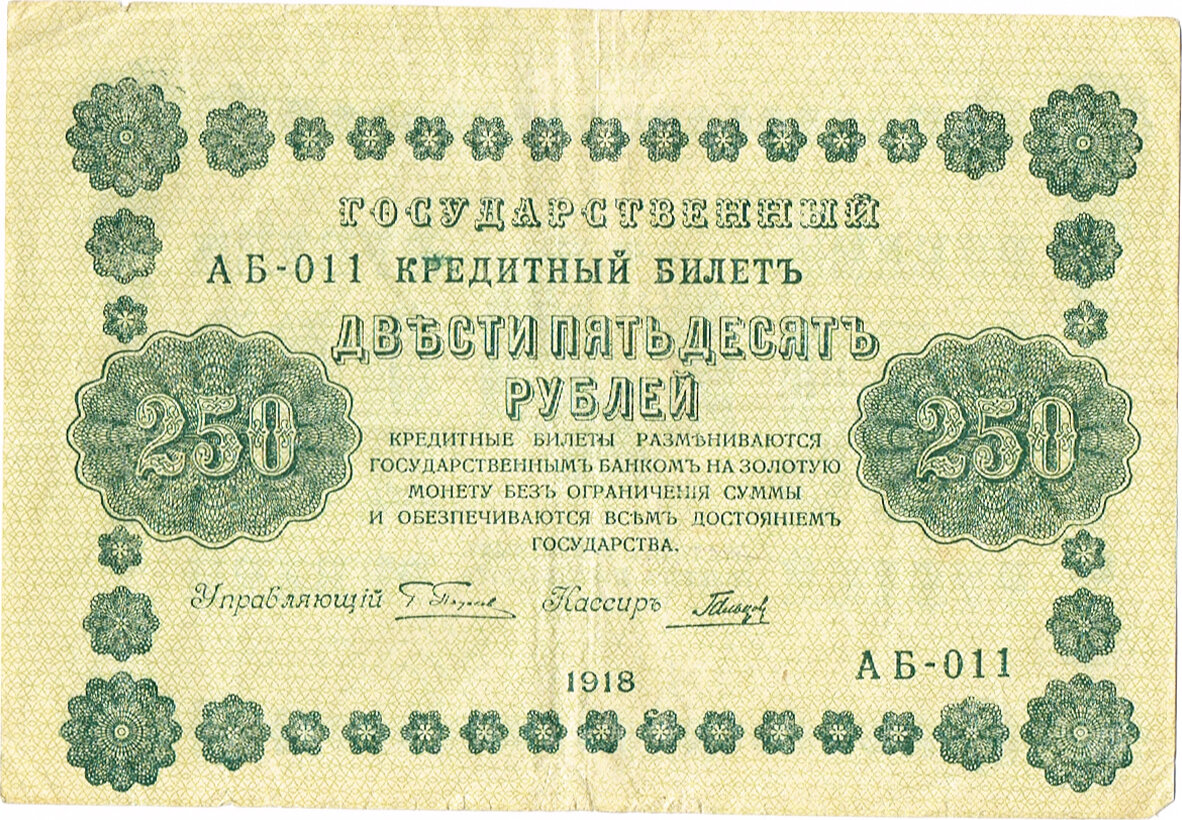 ГОСУДАРСТВЕННЫЙ
АБ-011 КРЕДИТНЫЙ БИЛЕТЪ
ДВѢСТИ ПЯТЬДЕСЯТЪ
РУБЛЕЙ
250
250
КРЕДИТНЫЕ БИЛЕТЫ РАЗМѢНИВАЮТСЯ
ГОСУДАРСТВЕННЫМЪ БАНКОМЪ НА ЗОЛОТУЮ
МОНЕТУ БЕЗЪ ОГРАНИЧЕНІЯ СУММЫ
И ОБЕЗПЕЧИВАЮТСЯ ВСѢМЪ ДОСТОЯНІЕМЪ
ГОСУДАРСТВА.
Управляющій Кассиръ
АБ-011
1918